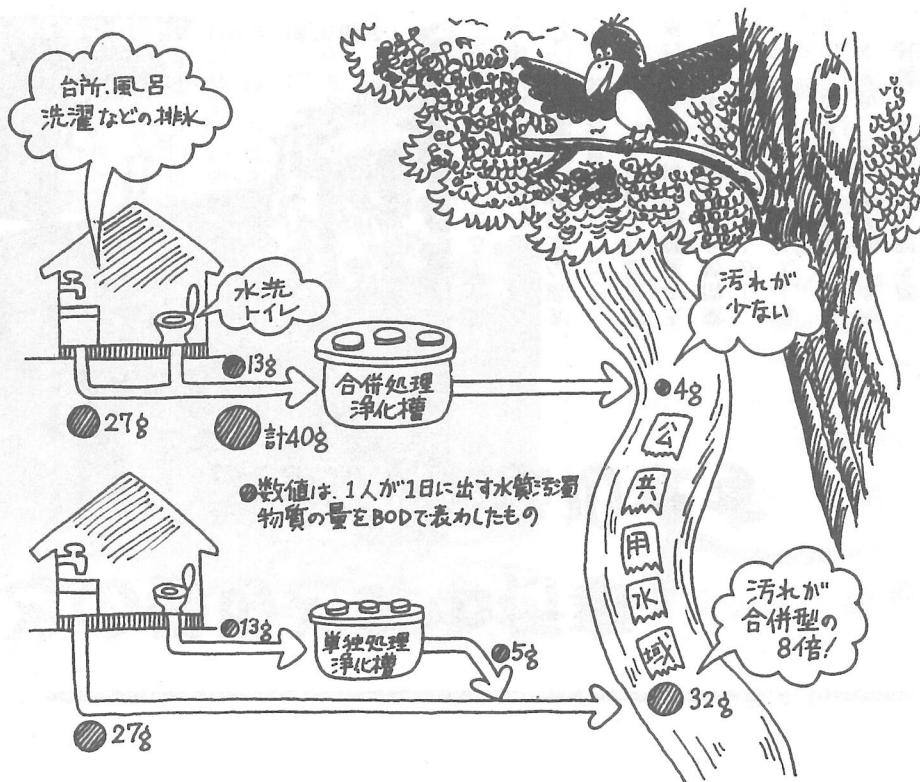 台所、風呂
洗濯などの排水
水洗
トイレ
13g
27g
計40g
合併処理
浄化槽
汚れが
少ない
4g
●数値は、1人が1日に出す水質汚濁
物質の量をBODで表わしたもの
公
共
用
水
域
13g
27g
単独処理
浄化槽
5g
汚れが
合併型の
8倍!
32g